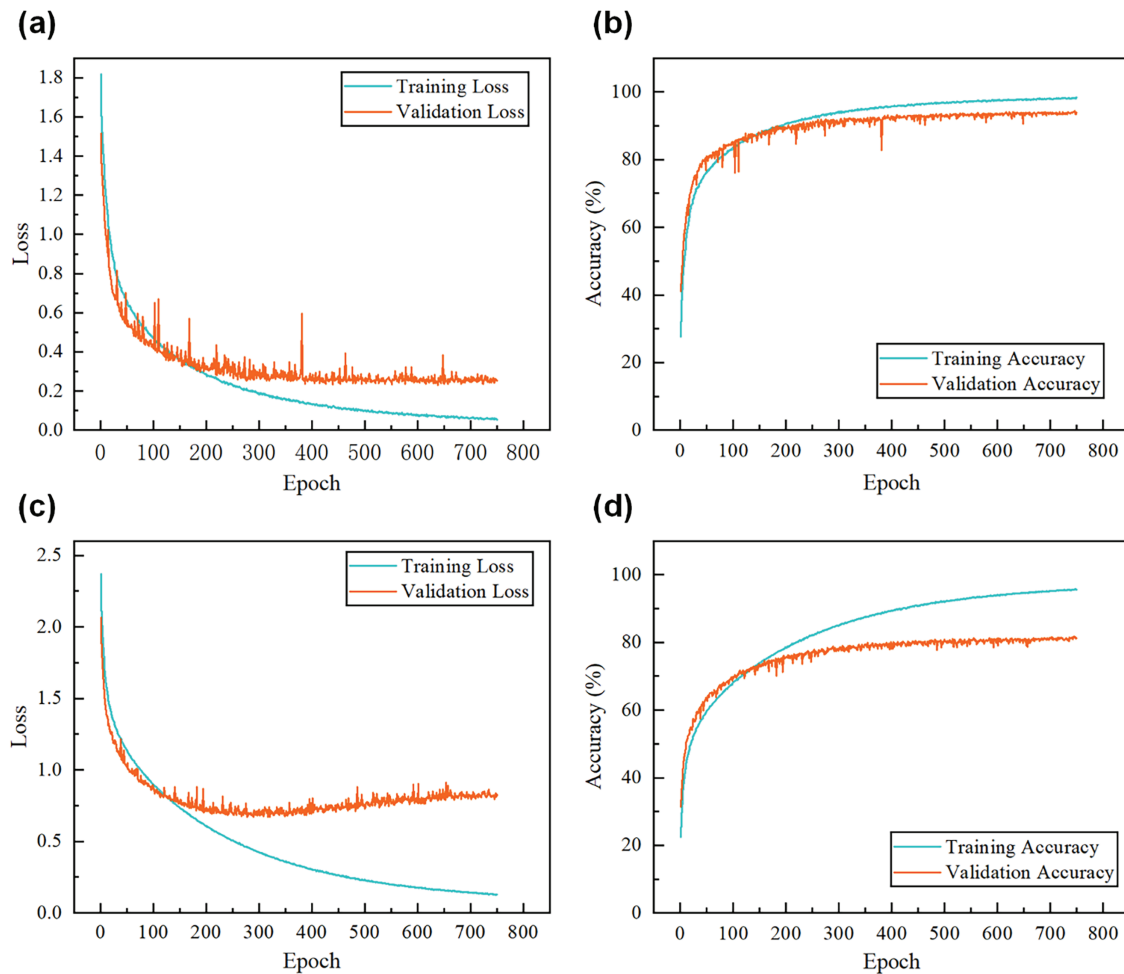 (a)
1.8
1.6
1.4
1.2
1.0
0.8
0.6
0.4
0.2
0.0
Loss
Training Loss
Validation Loss
0 100 200 300 400 500 600 700 800
Epoch
(b)
100
80
60
40
20
0
Accuracy (%)
Training Accuracy
Validation Accuracy
0 100 200 300 400 500 600 700 800
Epoch
(c)
2.5
2.0
1.5
1.0
0.5
0.0
Loss
Training Loss
Validation Loss
0 100 200 300 400 500 600 700 800
Epoch
(d)
100
80
60
40
20
0
Accuracy (%)
Training Accuracy
Validation Accuracy
0 100 200 300 400 500 600 700 800
Epoch